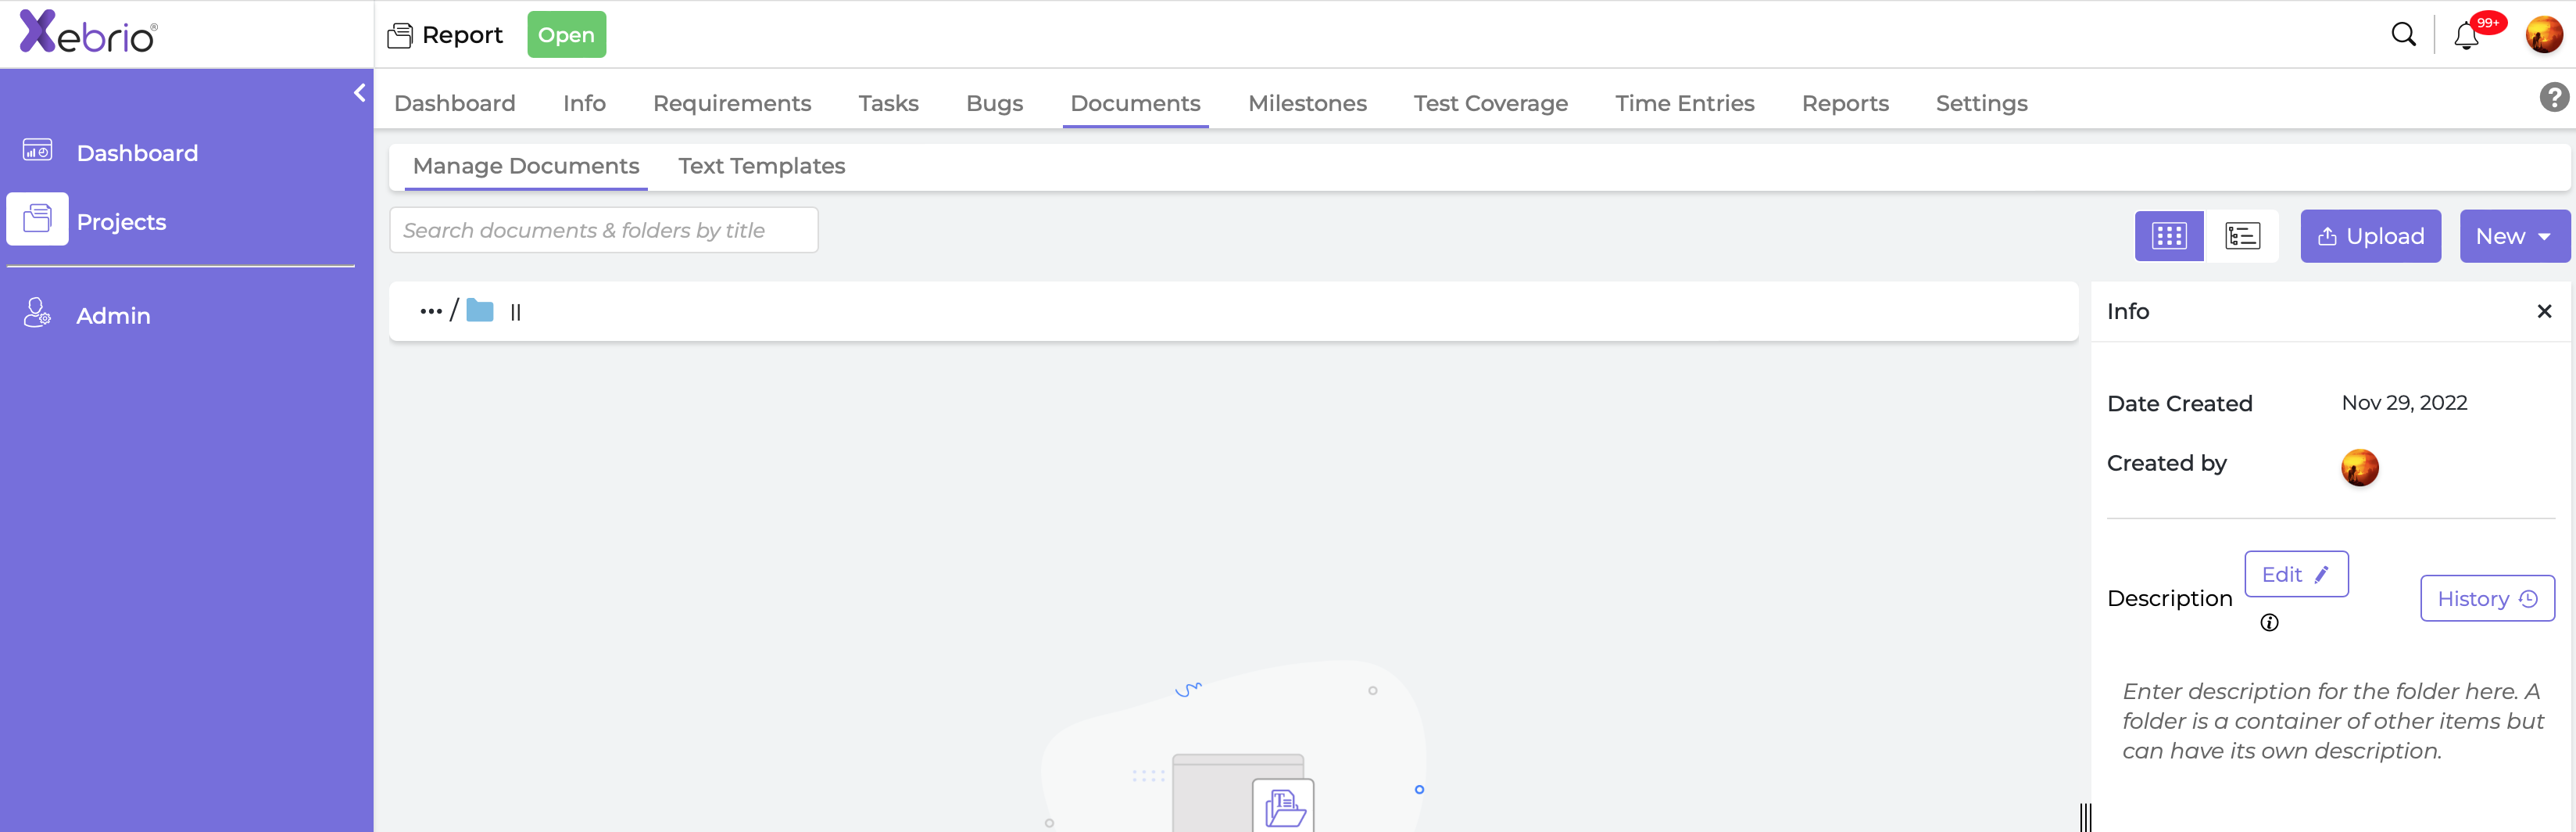 Xebrio®
Report
Open
99+
Dashboard
Info
Requirements
Tasks
Bugs
Documents
Milestones
Test Coverage
Time Entries
Reports
Settings
?
Dashboard
Projects
Admin
Manage Documents
Text Templates
Search documents & folders by title
Upload
New
... / ||
Info
Date Created
Nov 29, 2022
Created by
Description
Edit
History
Enter description for the folder here. A
folder is a container of other items but
can have its own description.
T